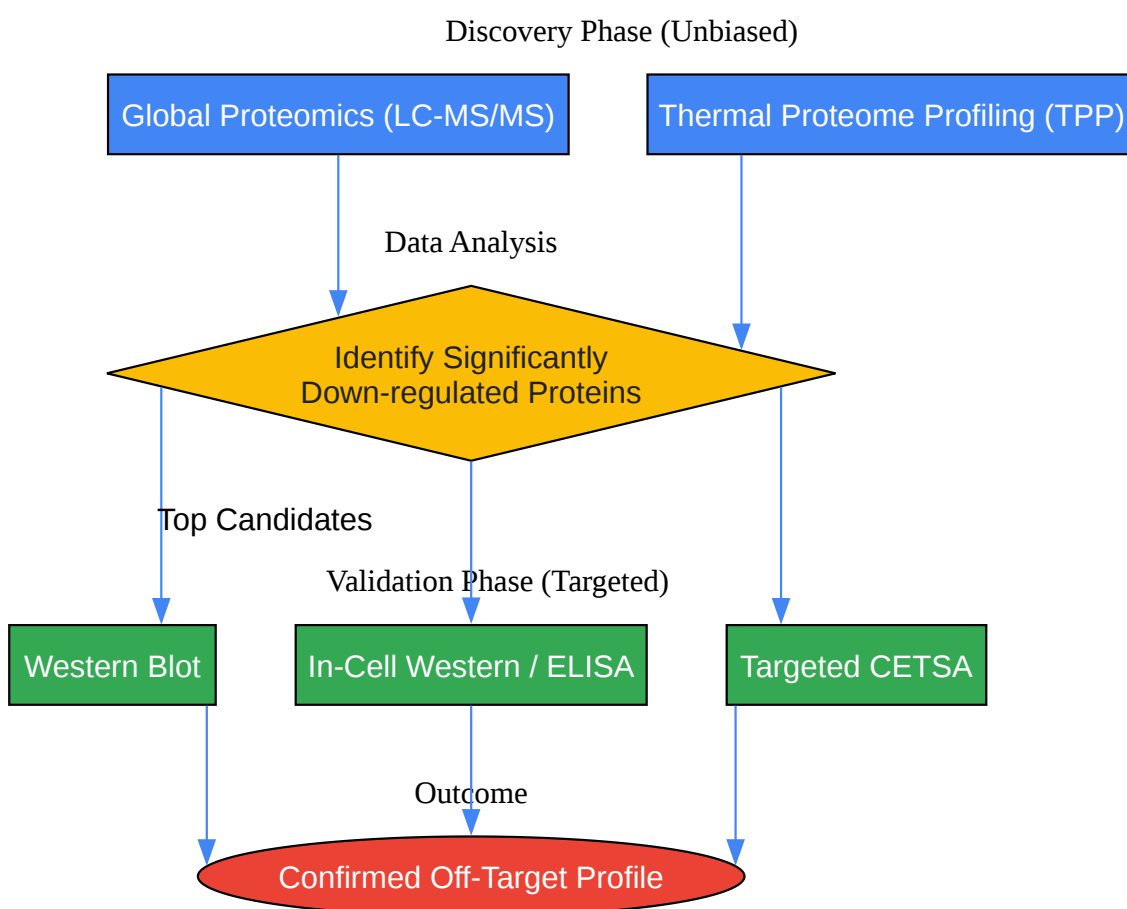 Discovery Phase (Unbiased)
Global Proteomics (LC-MS/MS)
Thermal Proteome Profiling (TPP)
Data Analysis
Identify Significantly
Down-regulated Proteins
Top Candidates
Validation Phase (Targeted)
Western Blot
In-Cell Western / ELISA
Targeted CETSA
Outcome
Confirmed Off-Target Profile